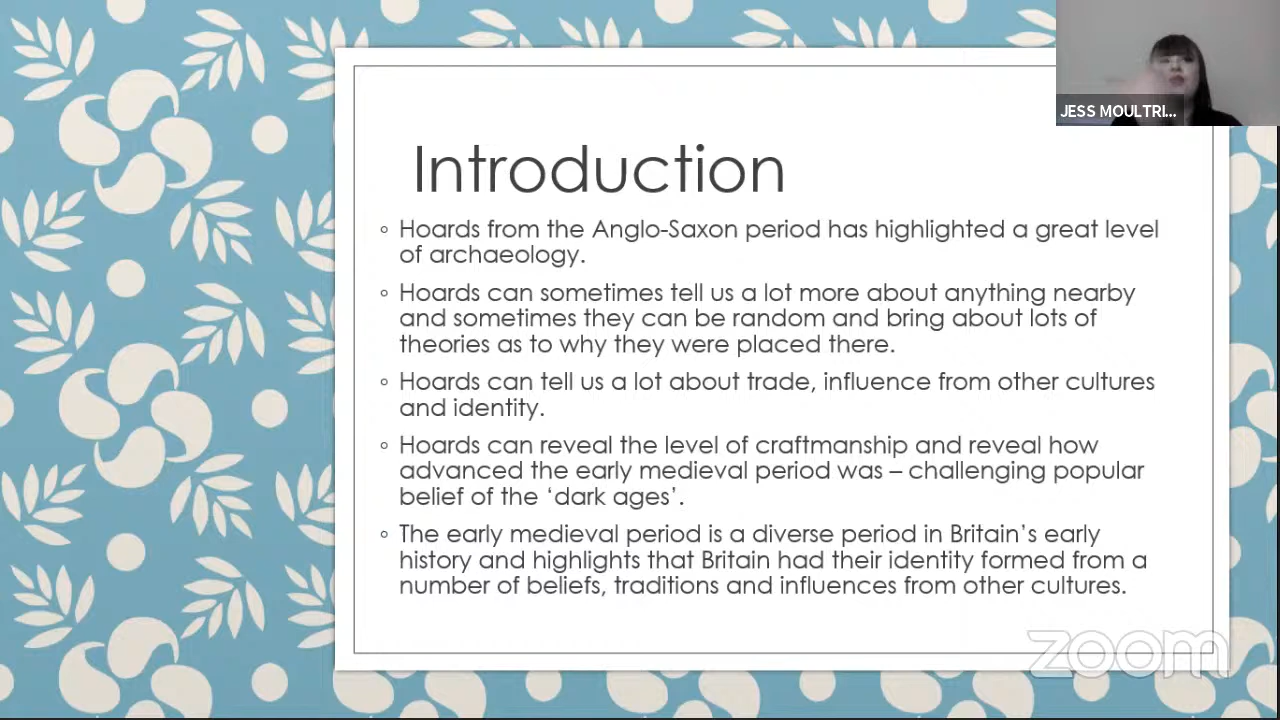 JESS MOULTRI...
Introduction
◦ Hoards from the Anglo-Saxon period has highlighted a great level
of archaeology.
◦ Hoards can sometimes tell us a lot more about anything nearby
and sometimes they can be random and bring about lots of
theories as to why they were placed there.
◦ Hoards can tell us a lot about trade, influence from other cultures
and identity.
◦ Hoards can reveal the level of craftmanship and reveal how
advanced the early medieval period was – challenging popular
belief of the ‘dark ages’.
◦ The early medieval period is a diverse period in Britain’s early
history and highlights that Britain had their identity formed from a
number of beliefs, traditions and influences from other cultures.
zoom